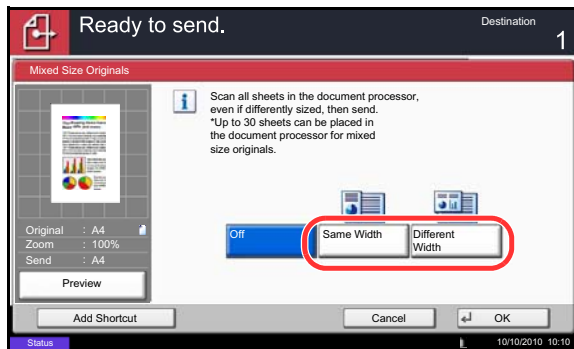 Ready to send.
Destination
1
Mixed Size Originals
Scan all sheets in the document processor,
even if differently sized, then send.
*Up to 30 sheets can be placed in
the document processor for mixed
size originals.
Original : A4
Zoom : 100%
Send : A4
Off
Same Width
Different
Width
Preview
Add Shortcut
Cancel
OK
Status
10/10/2010 10:10